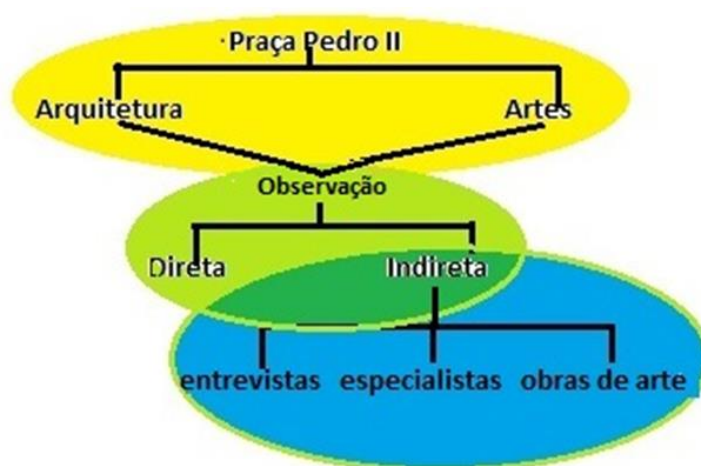 Praça Pedro II
Arquitetura Artes
Observação
Direta Indireta
entrevistas especialistas obras de arte